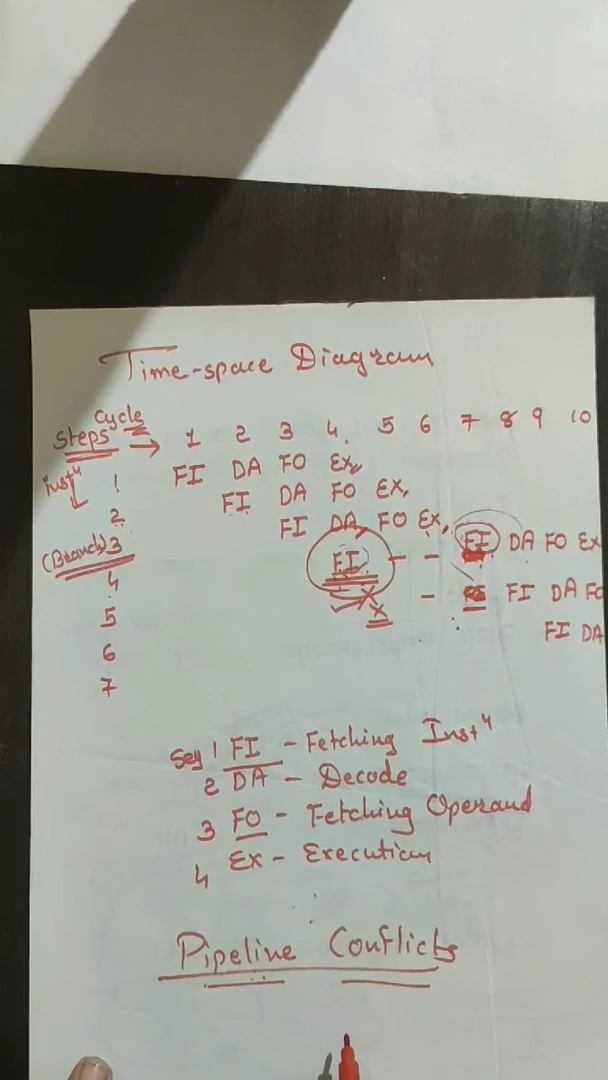 Time-space Diagram
Cycle
Steps → 1 2 3 4 5 6 7 8 9 10
Instⁿ 1 FI DA FO Ex
2 FI DA FO EX
(Branch) 3 FI DA FO Ex
4 FI - - FI DA FO Ex
5 x - FI DA FO
6 FI DA
7
Seg 1 FI - Fetching Instⁿ
2 DA - Decode
3 FO - Fetching Operand
4 EX - Execution
Pipeline Conflicts